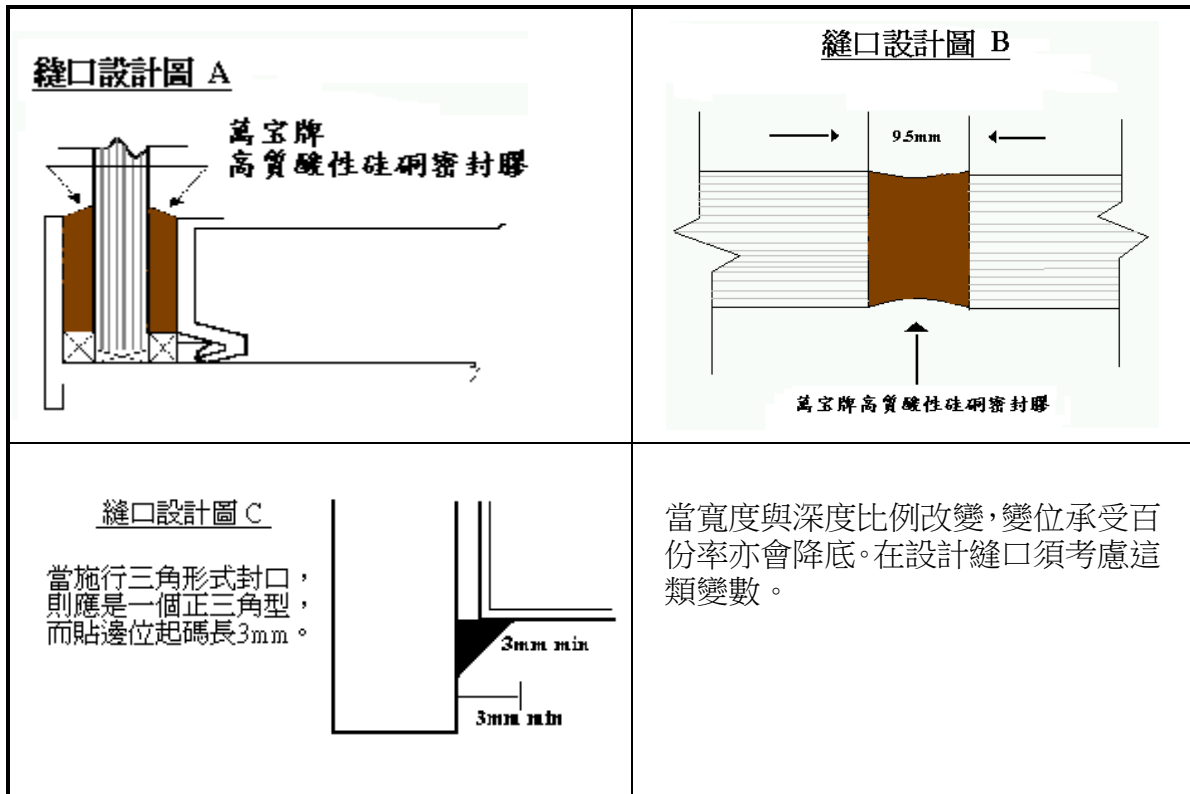 縫口設計圖 A
萬宝牌
高質酸性硅硐密封膠
縫口設計圖 B
9.5mm
萬宝牌高質酸性硅硐密封膠
縫口設計圖 C
當施行三角形式封口，
則應是一個正三角型，
而貼邊位起碼長3mm。
3mm min
3mm min
當寬度與深度比例改變，變位承受百
份率亦會降底。在設計縫口須考慮這
類變數。